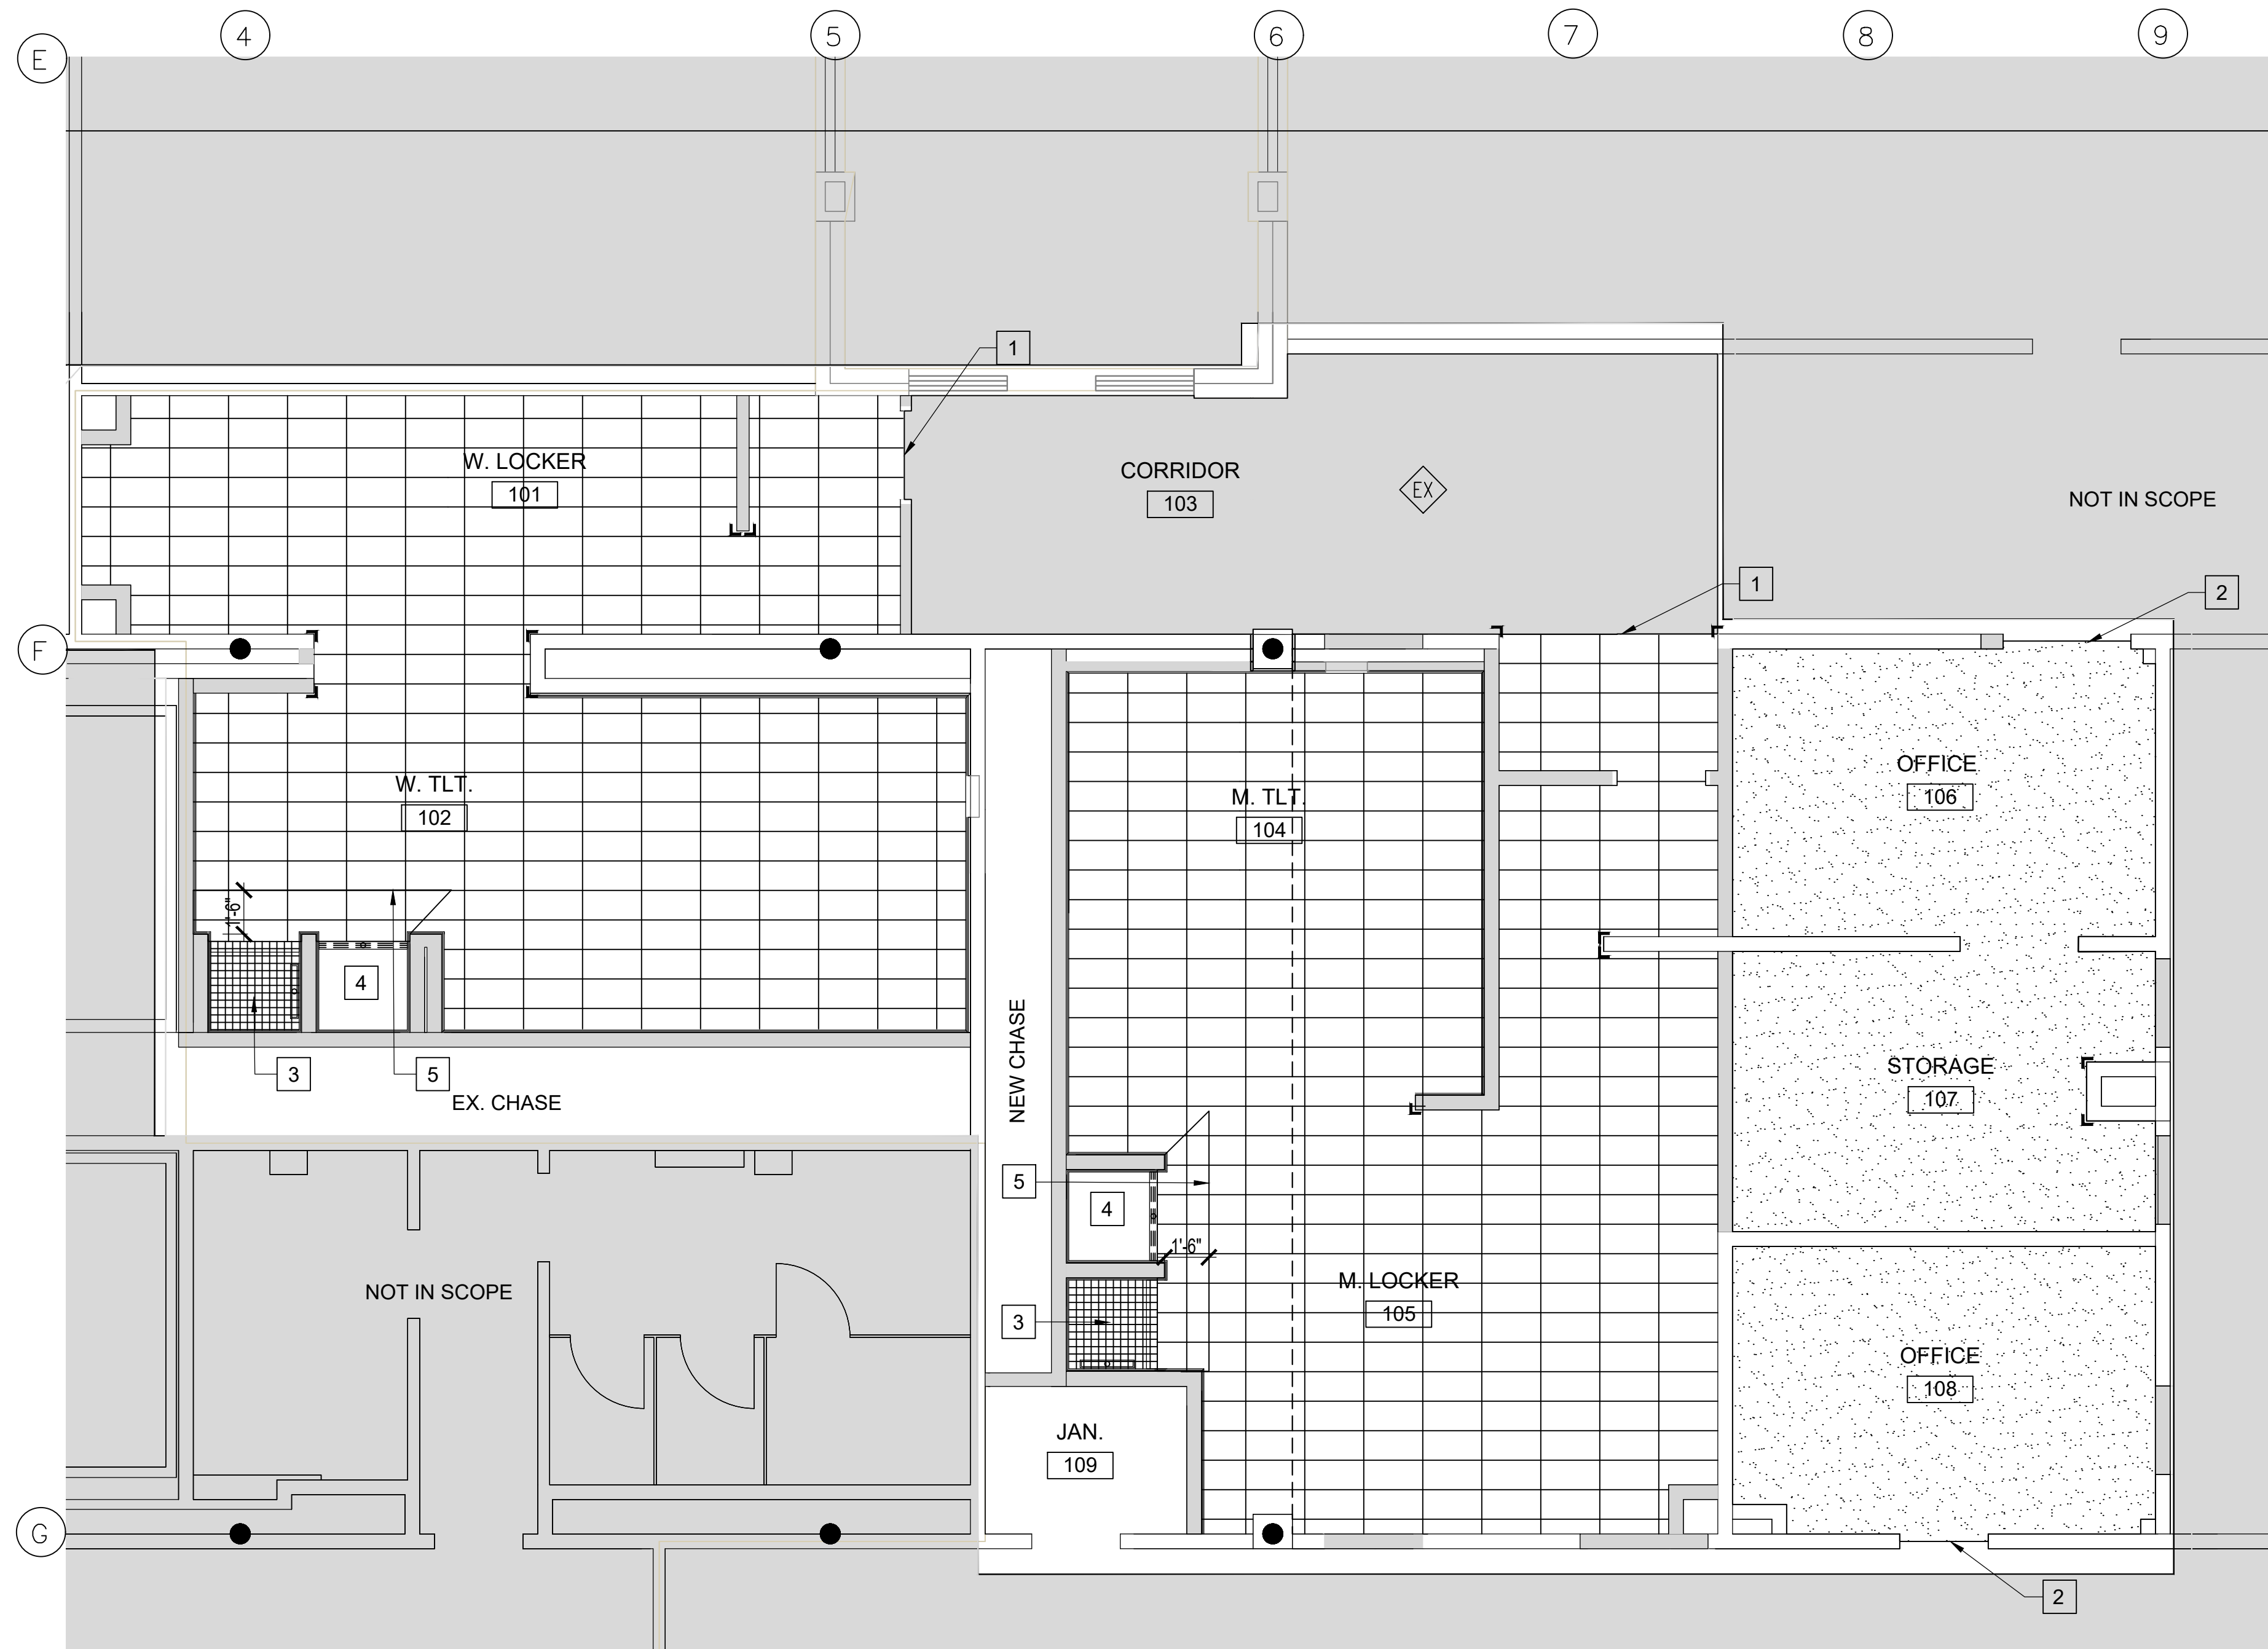 4 5 6 7 8 9
E
1
W. LOCKER
101
CORRIDOR
103
EX
NOT IN SCOPE
1
2
F
W. TLT.
102
M. TLT.
104
OFFICE
106
1'-6"
4
3
5
EX. CHASE
NEW CHASE
STORAGE
107
5
4
1'-6"
NOT IN SCOPE
M. LOCKER
105
3
OFFICE
108
JAN.
109
G
2